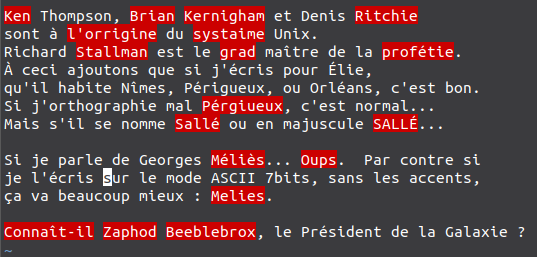 Ken Thompson, Brian Kernigham et Denis Ritchie
sont à l'orrigine du systaime Unix.
Richard Stallman est le grad maître de la profétie.
À ceci ajoutons que si j'écris pour Élie,
qu'il habite Nîmes, Périgueux, ou Orléans, c'est bon.
Si j'orthographie mal Pérgiueux, c'est normal...
Mais s'il se nomme Sallé ou en majuscule SALLÉ...
Si je parle de Georges Méliès... Oups.  Par contre si
je l'écris sur le mode ASCII 7bits, sans les accents,
ça va beaucoup mieux : Melies.
Connaît-il Zaphod Beeblebrox, le Président de la Galaxie ?
~